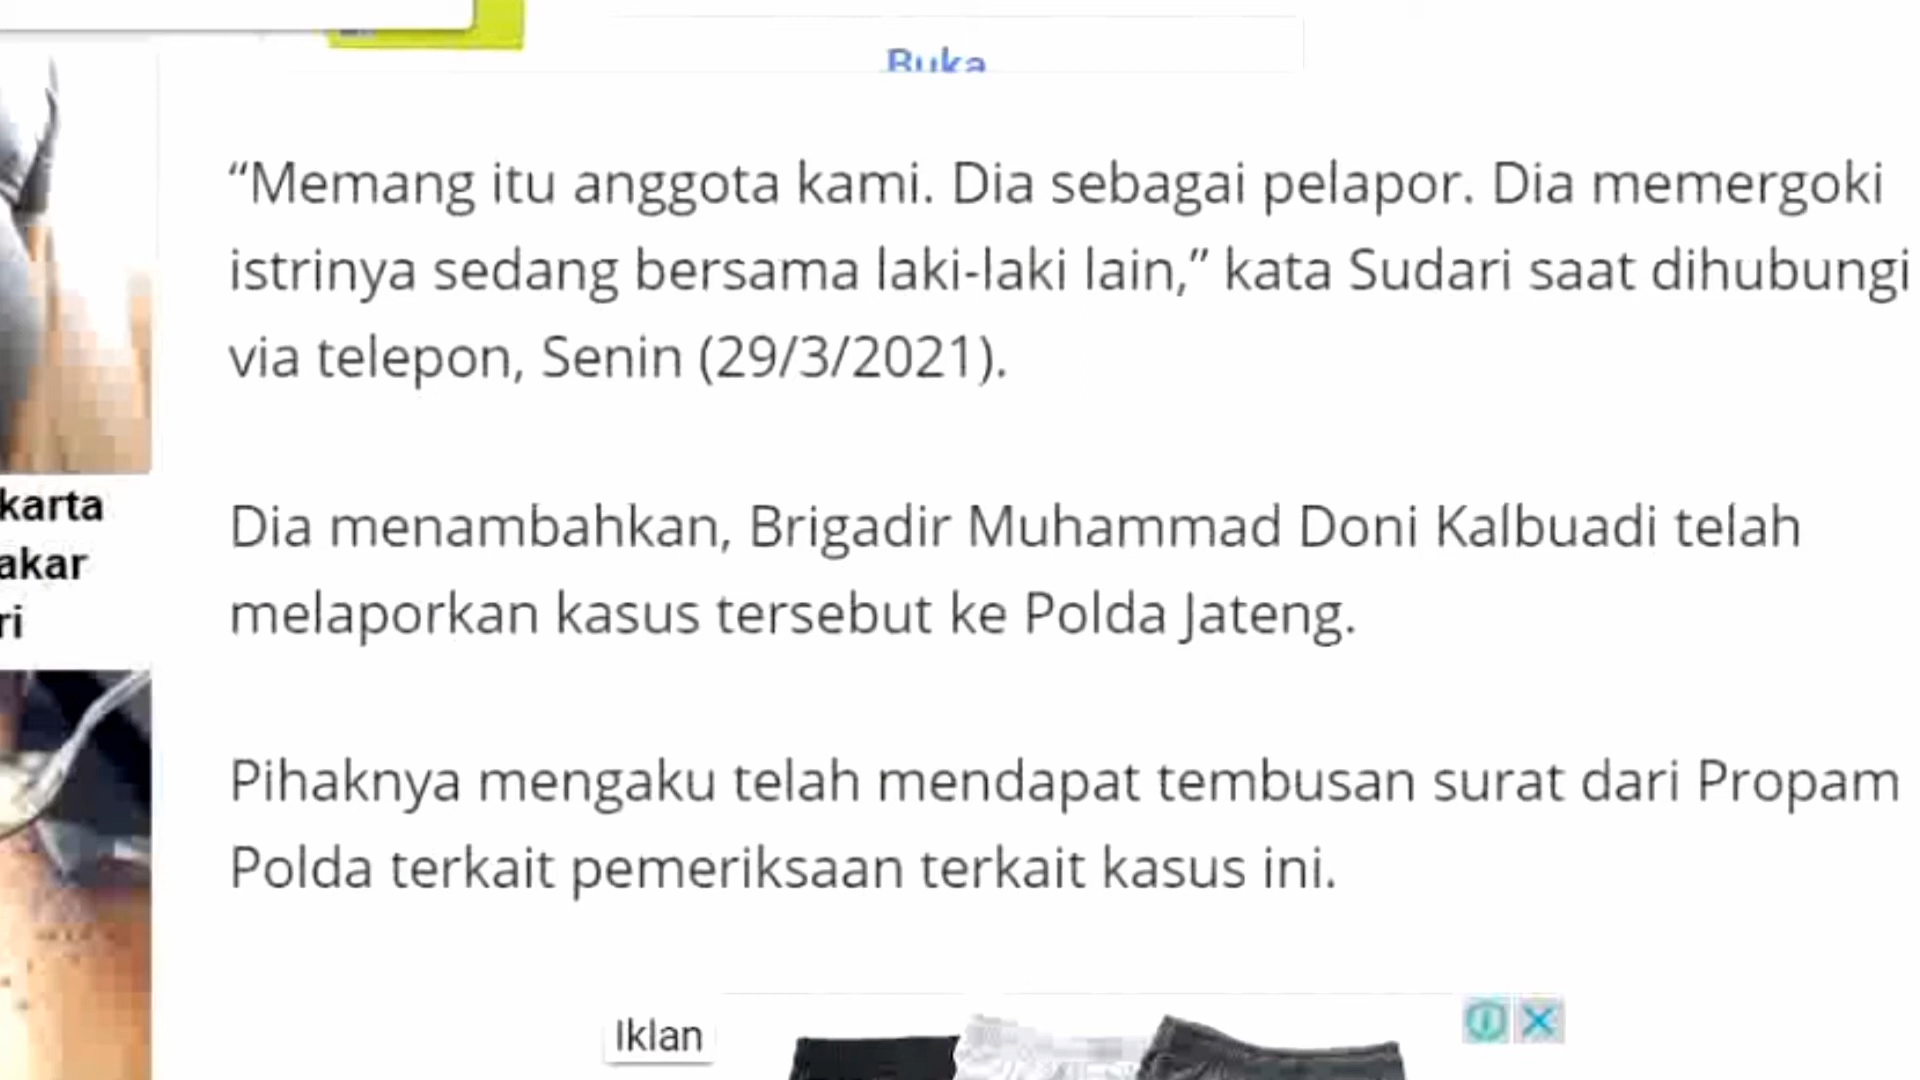 Buka
“Memang itu anggota kami. Dia sebagai pelapor. Dia memergoki
istrinya sedang bersama laki-laki lain,” kata Sudari saat dihubungi
via telepon, Senin (29/3/2021).
Dia menambahkan, Brigadir Muhammad Doni Kalbuadi telah
melaporkan kasus tersebut ke Polda Jateng.
Pihaknya mengaku telah mendapat tembusan surat dari Propam
Polda terkait pemeriksaan terkait kasus ini.
karta
akar
ri
Iklan